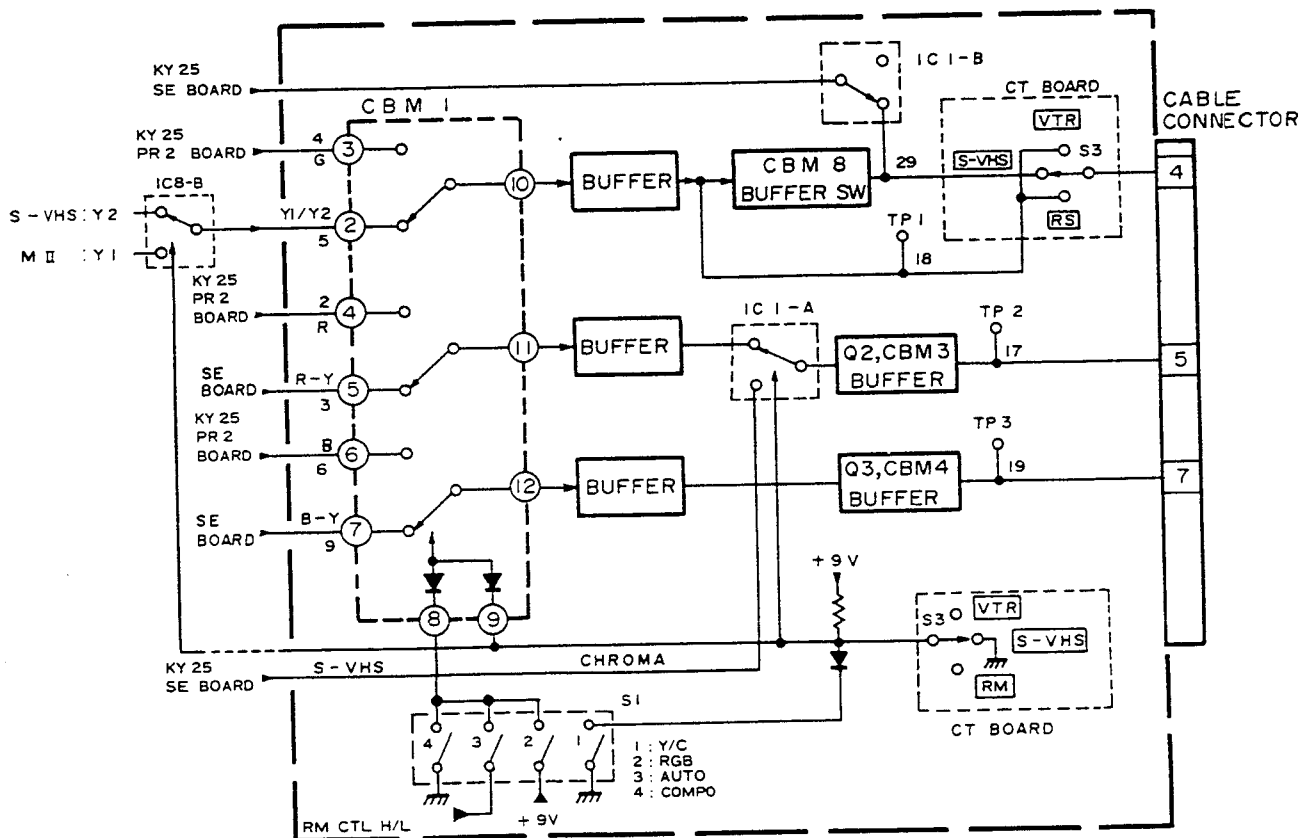 KY 25
SE BOARD
IC1-B
CT BOARD
CABLE
CONNECTOR
CBM 1
VTR
KY 25
PR 2 BOARD
4
G
3
S3
IC8-B
10
BUFFER
CBM 8
BUFFER SW
29
S-VHS
4
S-VHS : Y2
Y1/Y2
5
2
TP 1
RS
M II : Y1
18
KY 25
PR 2
BOARD
2
R
4
IC1-A
TP 2
11
BUFFER
Q2,CBM3
BUFFER
17
5
SE
BOARD
R-Y
3
5
KY 25
PR 2
BOARD
B
6
6
TP 3
12
BUFFER
Q3,CBM4
BUFFER
19
7
SE
BOARD
B-Y
9
7
+9V
8
9
S3
VTR
S-VHS
RM
CT BOARD
KY 25
SE BOARD
S-VHS
CHROMA
S1
4
3
2
1
1 : Y/C
2 : RGB
3 : AUTO
4 : COMPO
RM CTL H/L
+9V